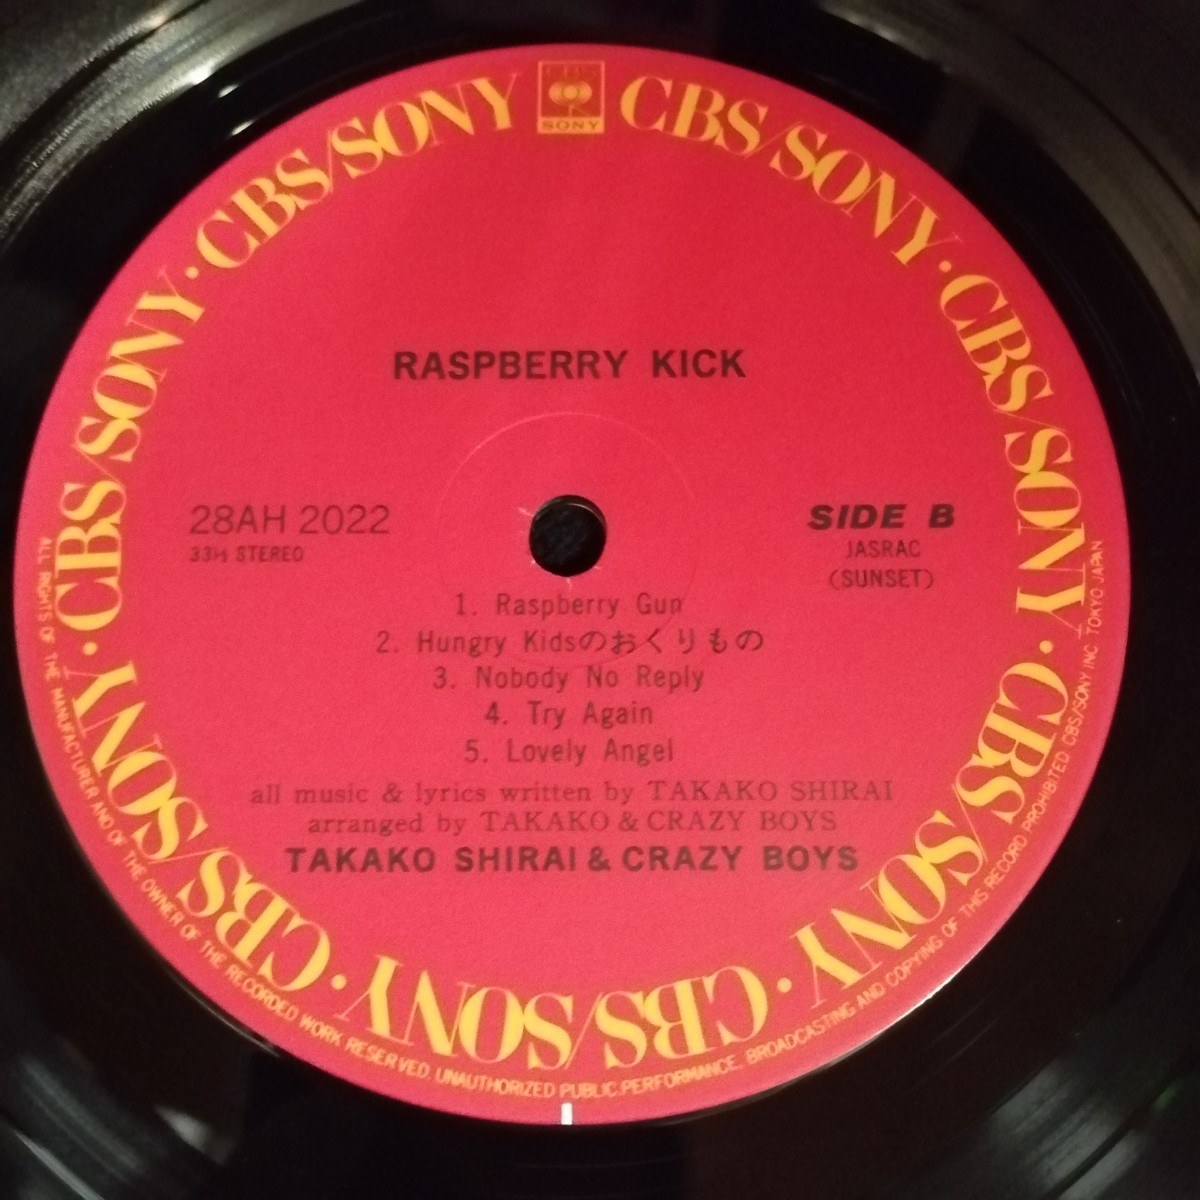 CBS/SONY · CBS/SONY · CBS/SONY · CBS/SONY · CBS/SONY · CBS/SONY · CBS/SONY · CBS/SONY
CBS
SONY
RASPBERRY KICK
28AH 2022
33⅓ STEREO
SIDE B
JASRAC
(SUNSET)
1. Raspberry Gun
2. Hungry Kidsのおくりもの
3. Nobody No Reply
4. Try Again
5. Lovely Angel
all music & lyrics written by TAKAKO SHIRAI
arranged by TAKAKO & CRAZY BOYS
TAKAKO SHIRAI & CRAZY BOYS
ALL RIGHTS OF THE MANUFACTURER AND OF THE OWNER OF THE RECORDED WORK RESERVED. UNAUTHORIZED PUBLIC PERFORMANCE, BROADCASTING AND COPYING OF THIS RECORD PROHIBITED CBS/SONY INC. TOKYO JAPAN